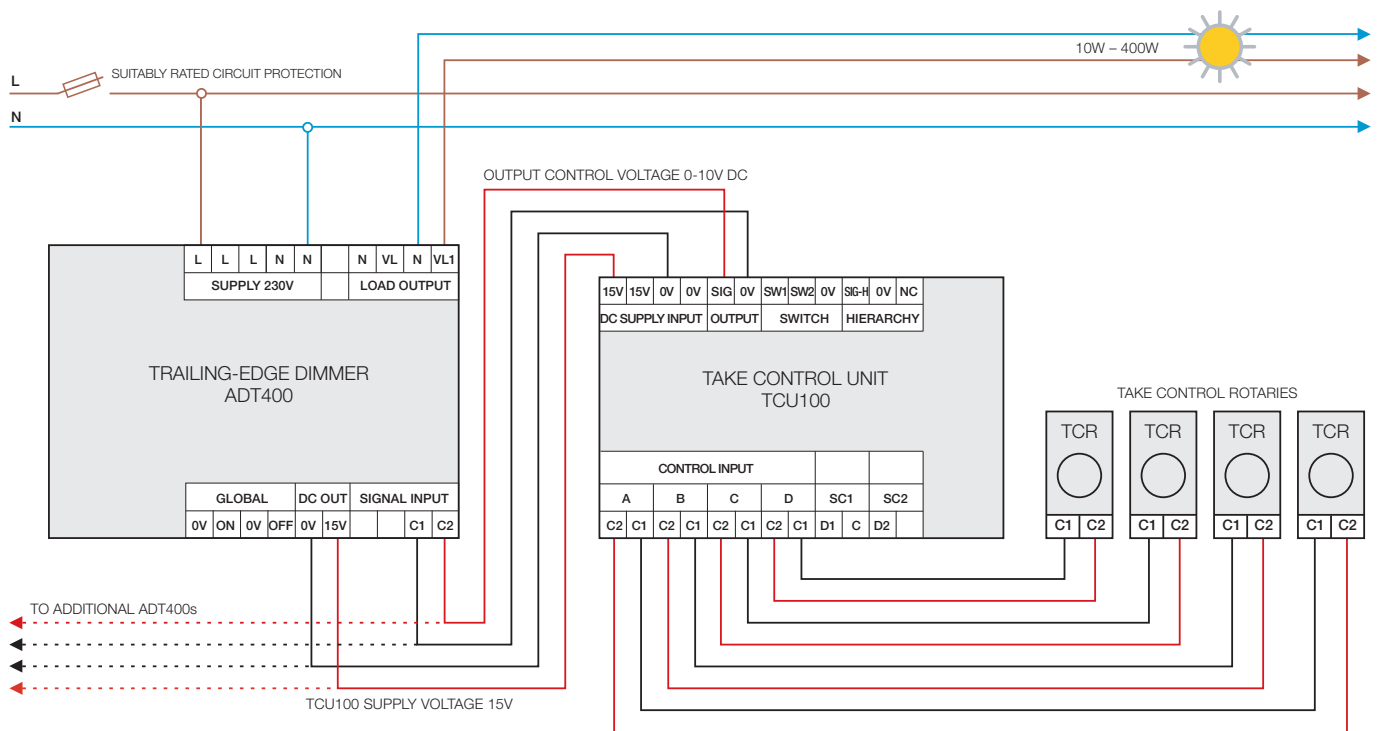 10W – 400W
SUITABLY RATED CIRCUIT PROTECTION
L
N
OUTPUT CONTROL VOLTAGE 0-10V DC
L L L N N N VL N VL1
SUPPLY 230V LOAD OUTPUT
TRAILING-EDGE DIMMER
ADT400
GLOBAL DC OUT SIGNAL INPUT
0V ON 0V OFF 0V 15V C1 C2
15V 15V 0V 0V SIG 0V SW1 SW2 0V SIG-H 0V NC
DC SUPPLY INPUT OUTPUT SWITCH HIERARCHY
TAKE CONTROL UNIT
TCU100
CONTROL INPUT
A B C D SC1 SC2
C2 C1 C2 C1 C2 C1 C2 C1 D1 C D2
TAKE CONTROL ROTARIES
TCR TCR TCR TCR
C1 C2 C1 C2 C1 C2 C1 C2
TO ADDITIONAL ADT400s
TCU100 SUPPLY VOLTAGE 15V